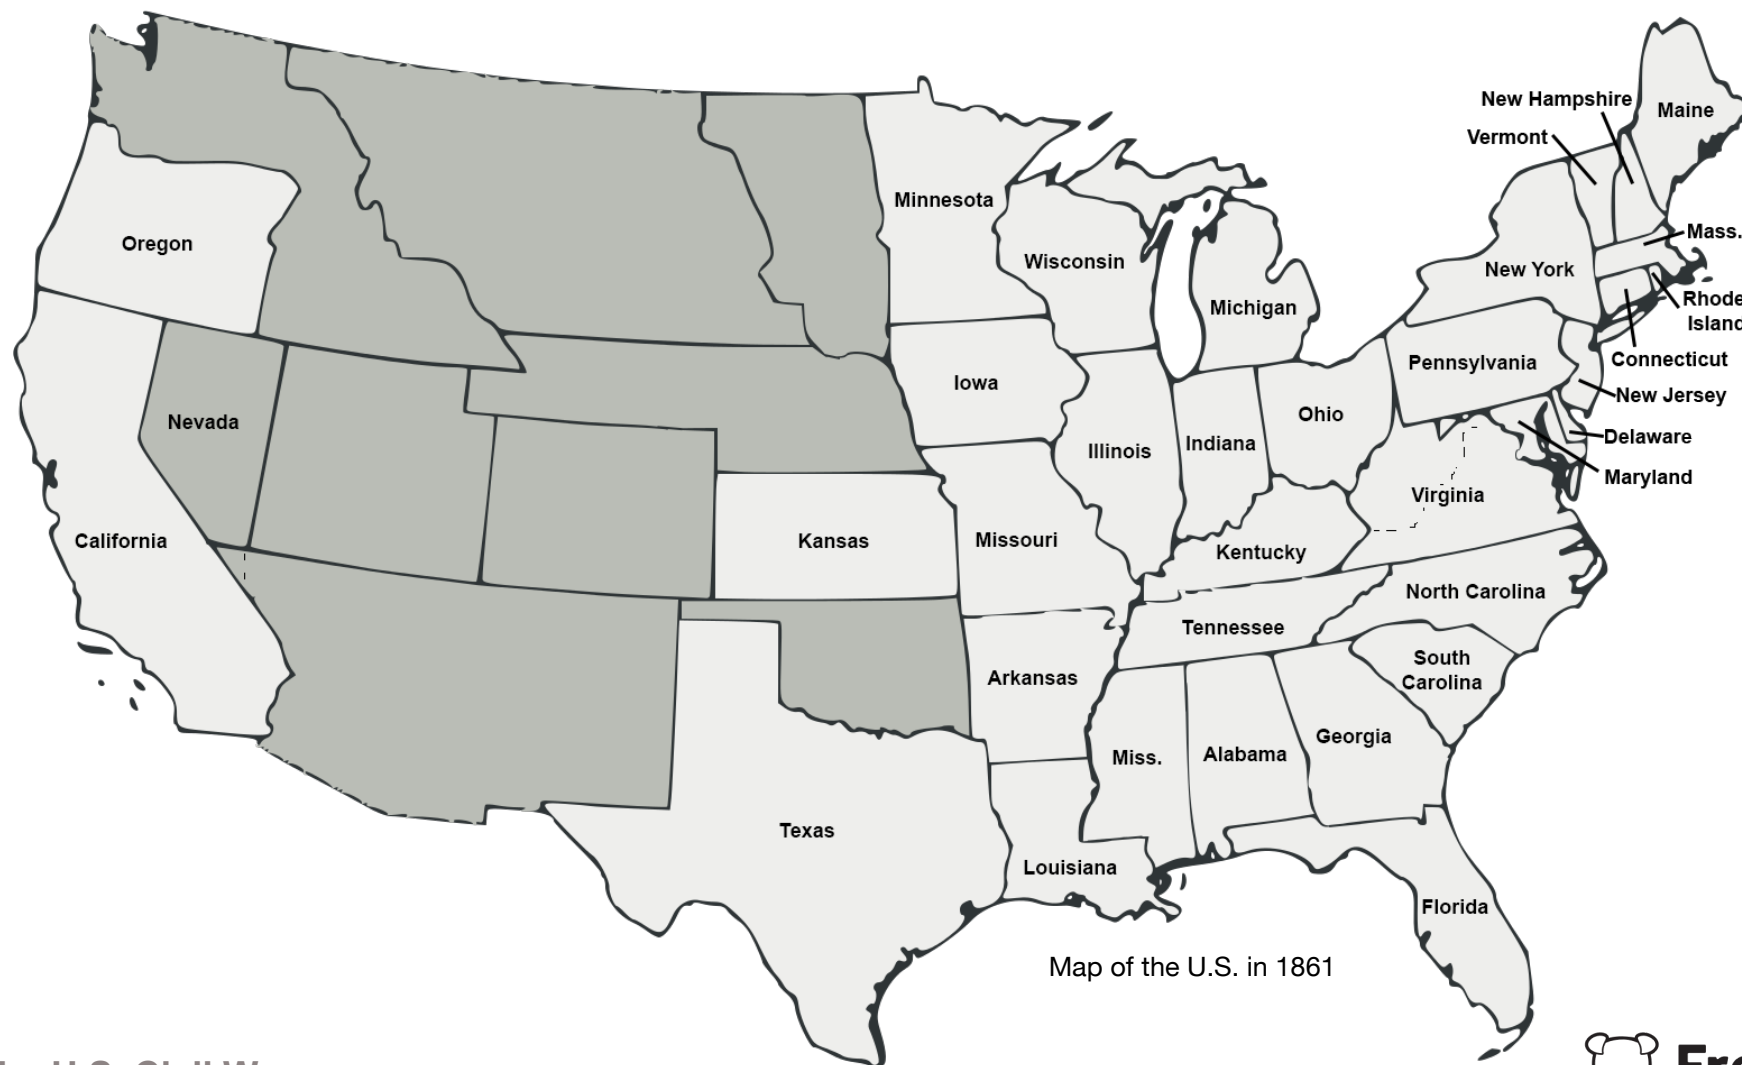 New Hampshire
Maine
Vermont
Minnesota
Oregon
Mass.
Wisconsin
New York
Rhode
Island
Michigan
Connecticut
Pennsylvania
Iowa
New Jersey
Nevada
Ohio
Delaware
Indiana
Illinois
Maryland
Virginia
California
Kansas
Missouri
Kentucky
North Carolina
Tennessee
South
Carolina
Arkansas
Georgia
Alabama
Miss.
Texas
Louisiana
Florida
Map of the U.S. in 1861